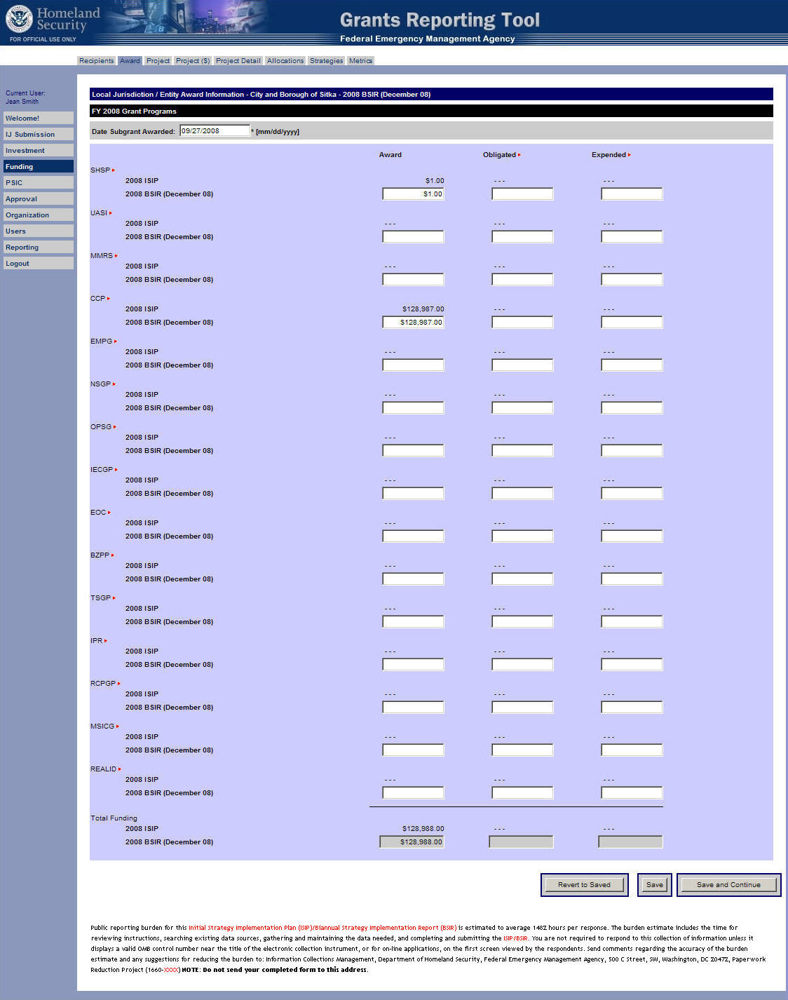 Homeland
Security
FOR OFFICIAL USE ONLY
Grants Reporting Tool
Federal Emergency Management Agency
Recipients Award Project Project ($) Project Detail Allocations Strategies Metrics
Current User:
Jean Smith
Welcome!
IJ Submission
Investment
Funding
PSIC
Approval
Organization
Users
Reporting
Logout
Local Jurisdiction / Entity Award Information - City and Borough of Sitka - 2008 BSIR (December 08)
FY 2008 Grant Programs
Date Subgrant Awarded: 09/27/2008 * [mm/dd/yyyy]
Award Obligated Expended
SHSP
2008 ISIP $1.00 --- ---
2008 BSIR (December 08) $1.00
UASI
2008 ISIP --- --- ---
2008 BSIR (December 08)
MMRS
2008 ISIP --- --- ---
2008 BSIR (December 08)
CCP
2008 ISIP $128,987.00 --- ---
2008 BSIR (December 08) $128,987.00
EMPG
2008 ISIP --- --- ---
2008 BSIR (December 08)
NSGP
2008 ISIP --- --- ---
2008 BSIR (December 08)
OPSG
2008 ISIP --- --- ---
2008 BSIR (December 08)
IECGP
2008 ISIP --- --- ---
2008 BSIR (December 08)
EOC
2008 ISIP --- --- ---
2008 BSIR (December 08)
BZPP
2008 ISIP --- --- ---
2008 BSIR (December 08)
TSGP
2008 ISIP --- --- ---
2008 BSIR (December 08)
IPR
2008 ISIP --- --- ---
2008 BSIR (December 08)
RCPGP
2008 ISIP --- --- ---
2008 BSIR (December 08)
MSICG
2008 ISIP --- --- ---
2008 BSIR (December 08)
REALID
2008 ISIP --- --- ---
2008 BSIR (December 08)
Total Funding
2008 ISIP $128,988.00 --- ---
2008 BSIR (December 08) $128,988.00
Revert to Saved Save Save and Continue
Public reporting burden for this Initial Strategy Implementation Plan (ISIP)/Biannual Strategy Implementation Report (BSIR) is estimated to average 1482 hours per response. The burden estimate includes the time for
reviewing instructions, searching existing data sources, gathering and maintaining the data needed, and completing and submitting the ISIP/BSIR. You are not required to respond to this collection of information unless it
displays a valid OMB control number near the title of the electronic collection instrument, or for on-line applications, on the first screen viewed by the respondents. Send comments regarding the accuracy of the burden
estimate and any suggestions for reducing the burden to: Information Collections Management, Department of Homeland Security, Federal Emergency Management Agency, 500 C Street, SW, Washington, DC 20472, Paperwork
Reduction Project (1660-XXXX) NOTE: Do not send your completed form to this address.